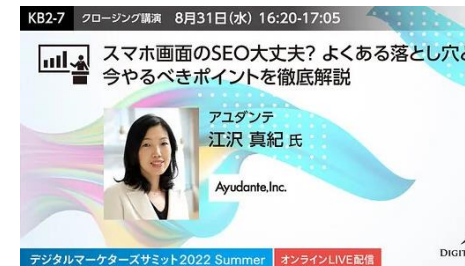 KB2-7 クロージング講演 8月31日(水) 16:20-17:05
スマホ画面のSEO大丈夫? よくある落とし穴と
今やるべきポイントを徹底解説
アユダンテ
江沢 真紀 氏
Ayudante,Inc.
デジタルマーケターズサミット2022 Summer オンラインLIVE配信
DIGIT